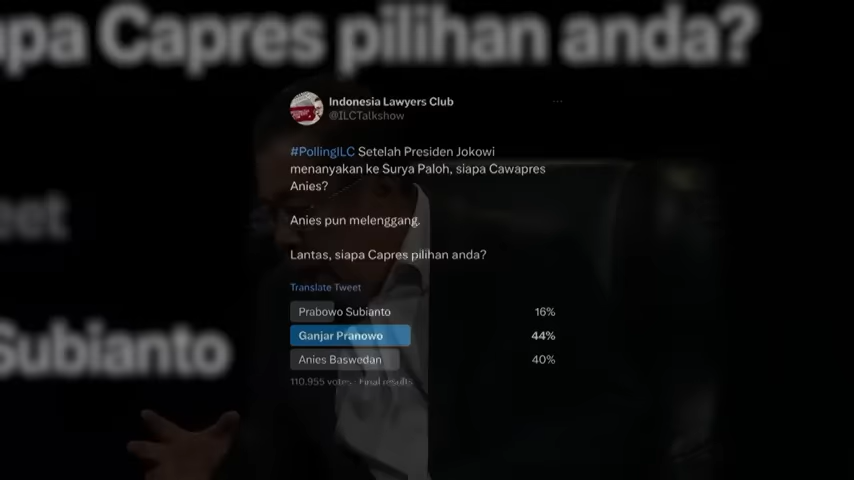 apa Capres pilihan anda?
Indonesia Lawyers Club
@ILCTalkshow
#PollingILC Setelah Presiden Jokowi
menanyakan ke Surya Paloh, siapa Cawapres
Anies?
Anies pun melenggang.
Lantas, siapa Capres pilihan anda?
eet
Translate Tweet
Prabowo Subianto 16%
Ganjar Pranowo 44%
Subianto
Anies Baswedan 40%
110,955 votes · Final results